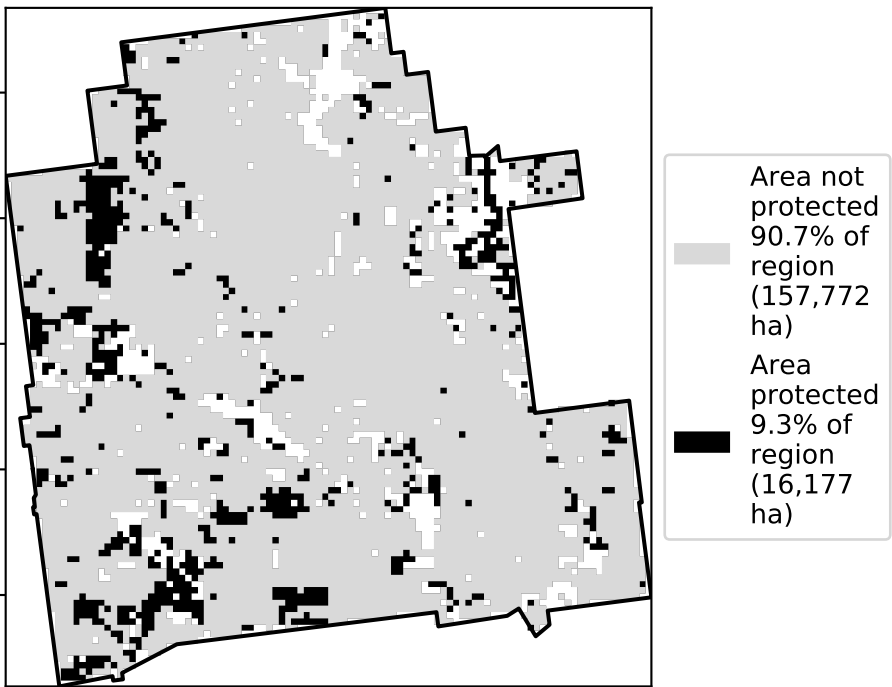 Area not
protected
90.7% of
region
(157,772
ha)
Area
protected
9.3% of
region
(16,177
ha)